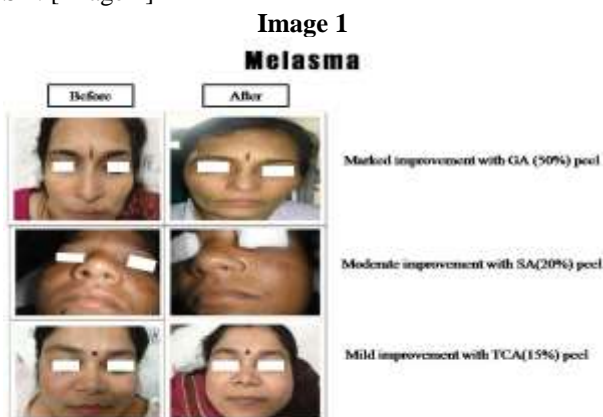 Image 1
Melasma
Before After
Marked improvement with GA (50%) peel
Moderate improvement with SA(20%) peel
Mild improvement with TCA(15%) peel